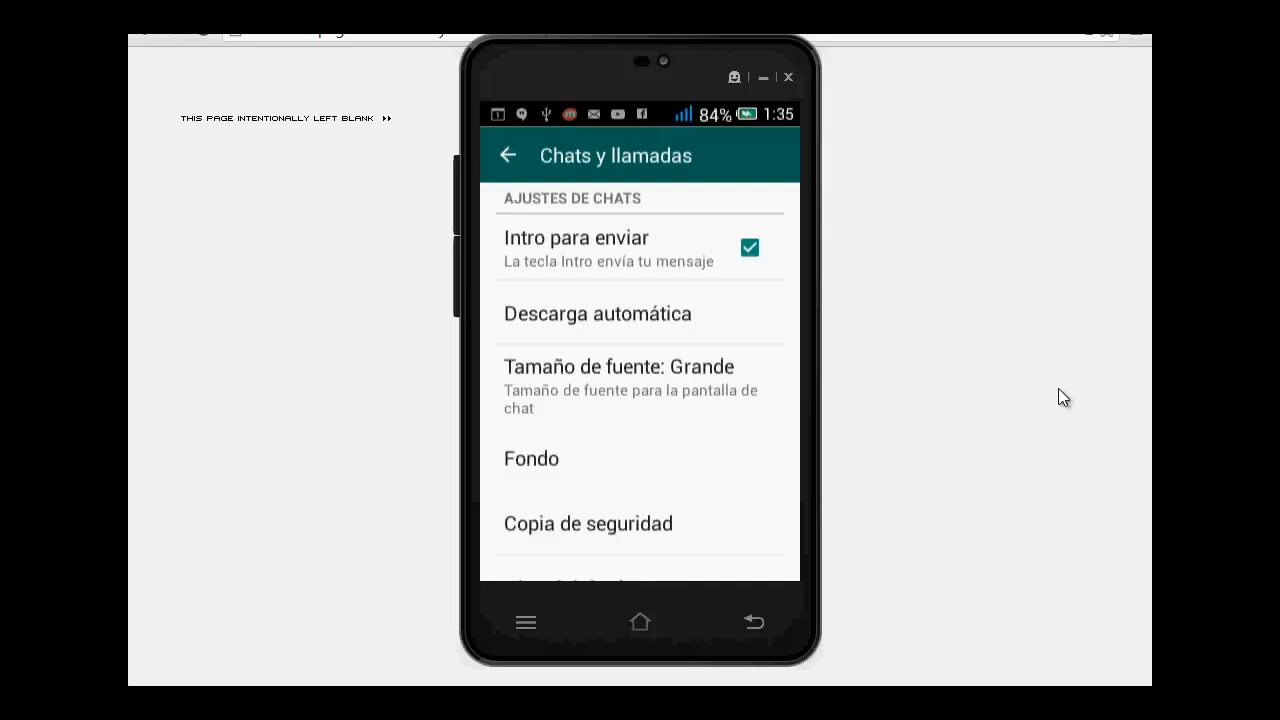 THIS PAGE INTENTIONALLY LEFT BLANK
84% 1:35
Chats y llamadas
AJUSTES DE CHATS
Intro para enviar
La tecla Intro envía tu mensaje
Descarga automática
Tamaño de fuente: Grande
Tamaño de fuente para la pantalla de
chat
Fondo
Copia de seguridad